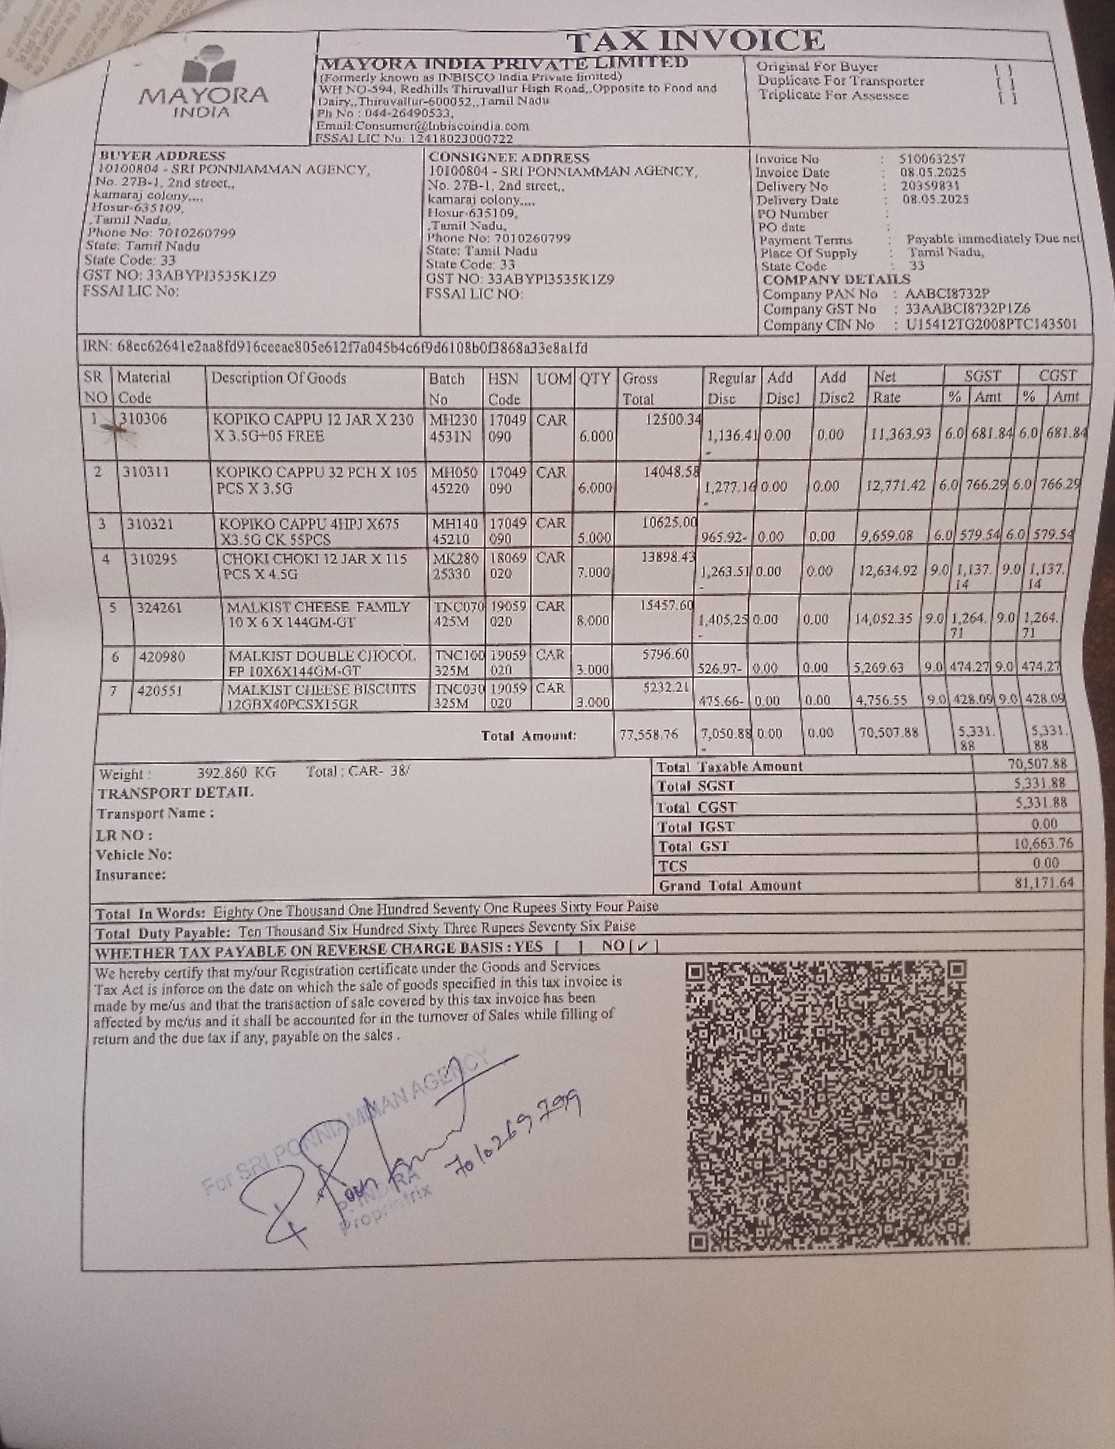 TAX INVOICE
MAYORA
INDIA
MAYORA INDIA PRIVATE LIMITED
(Formerly known as INBISCO India Private limited)
WH NO-594, Redhills Thiruvallur High Road,,Opposite to Food and
Dairy,,Thiruvallur-600052,,Tamil Nadu
Ph No : 044-26490533,
Email:Consumer@Inbiscoindia.com
FSSAI LIC No: 12418023000722
Original For Buyer [ ]
Duplicate For Transporter [ ]
Triplicate For Assessee [ ]
BUYER ADDRESS
10100804 - SRI PONNIAMMAN AGENCY,
No. 27B-1, 2nd street,,
kamaraj colony,,,,
Hosur-635109,
,Tamil Nadu,
Phone No: 7010260799
State: Tamil Nadu
State Code: 33
GST NO: 33ABYPI3535K1Z9
FSSAI LIC No:
CONSIGNEE ADDRESS
10100804 - SRI PONNIAMMAN AGENCY,
No. 27B-1, 2nd street,,
kamaraj colony,,,,
Hosur-635109,
,Tamil Nadu,
Phone No: 7010260799
State: Tamil Nadu
State Code: 33
GST NO: 33ABYPI3535K1Z9
FSSAI LIC NO:
Invoice No : 510063257
Invoice Date : 08.05.2025
Delivery No : 20359831
Delivery Date : 08.05.2025
PO Number :
PO date :
Payment Terms : Payable immediately Due net
Place Of Supply : Tamil Nadu,
State Code : 33
COMPANY DETAILS
Company PAN No : AABCI8732P
Company GST No : 33AABCI8732P1Z6
Company CIN No : U15412TG2008PTC143501
IRN: 68cc62641e2aa8fd916ceeae805e612f7a045b4c6f9d6108b0f3868a33e8a1fd
SR Material Description Of Goods Batch HSN UOM QTY Gross Regular Add Add Net SGST CGST
NO Code No Code Total Disc Disc1 Disc2 Rate % Amt % Amt
1 310306 KOPIKO CAPPU 12 JAR X 230 MH230 17049 CAR 12500.34
X 3.5G+05 FREE 4531N 090 6.000 1,136.41 0.00 0.00 11,363.93 6.0 681.84 6.0 681.84
-
2 310311 KOPIKO CAPPU 32 PCH X 105 MH050 17049 CAR 14048.58
PCS X 3.5G 45220 090 6.000 1,277.16 0.00 0.00 12,771.42 6.0 766.29 6.0 766.29
-
3 310321 KOPIKO CAPPU 4HPJ X675 MH140 17049 CAR 10625.00
X3.5G CK 55PCS 45210 090 5.000 965.92- 0.00 0.00 9,659.08 6.0 579.54 6.0 579.54
4 310295 CHOKI CHOKI 12 JAR X 115 MK280 18069 CAR 13898.43
PCS X 4.5G 25330 020 7.000 1,263.51 0.00 0.00 12,634.92 9.0 1,137. 9.0 1,137.
- 14 14
5 324261 MALKIST CHEESE FAMILY TNC070 19059 CAR 15457.60
10 X 6 X 144GM-GT 425M 020 8.000 1,405.25 0.00 0.00 14,052.35 9.0 1,264. 9.0 1,264.
- 71 71
6 420980 MALKIST DOUBLE CHOCOL TNC100 19059 CAR 5796.60
FP 10X6X144GM-GT 325M 020 3.000 526.97- 0.00 0.00 5,269.63 9.0 474.27 9.0 474.27
7 420551 MALKIST CHEESE BISCUITS TNC030 19059 CAR 5232.21
12GBX40PCSX15GR 325M 020 3.000 475.66- 0.00 0.00 4,756.55 9.0 428.09 9.0 428.09
Total Amount: 77,558.76 7,050.88 0.00 0.00 70,507.88 5,331. 5,331.
- 88 88
Weight : 392.860 KG Total : CAR- 38/
TRANSPORT DETAIL
Transport Name :
LR NO :
Vehicle No:
Insurance:
Total Taxable Amount 70,507.88
Total SGST 5,331.88
Total CGST 5,331.88
Total IGST 0.00
Total GST 10,663.76
TCS 0.00
Grand Total Amount 81,171.64
Total In Words: Eighty One Thousand One Hundred Seventy One Rupees Sixty Four Paise
Total Duty Payable: Ten Thousand Six Hundred Sixty Three Rupees Seventy Six Paise
WHETHER TAX PAYABLE ON REVERSE CHARGE BASIS : YES [ ] NO [✓]
We hereby certify that my/our Registration certificate under the Goods and Services
Tax Act is inforce on the date on which the sale of goods specified in this tax invoice is
made by me/us and that the transaction of sale covered by this tax invoice has been
affected by me/us and it shall be accounted for in the turnover of Sales while filling of
return and the due tax if any, payable on the sales .
For SRI PONNIAMMAN AGENCY
Proprintrix